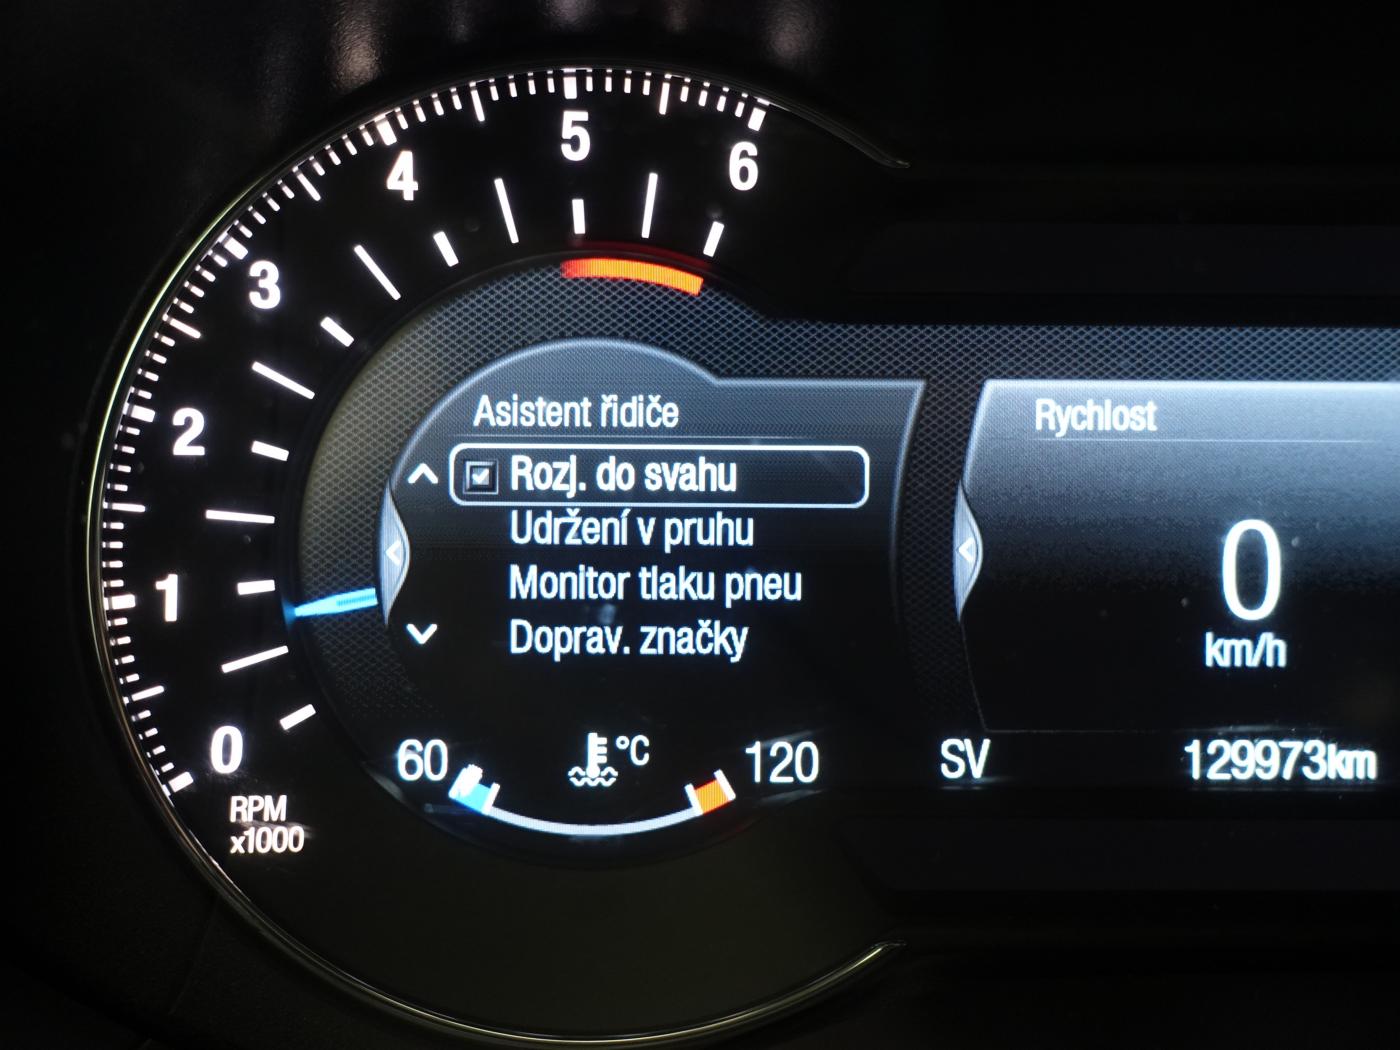 0
1
2
3
4
5
6
RPM
x1000
Asistent řidiče
Rozj. do svahu
Udržení v pruhu
Monitor tlaku pneu
Doprav. značky
60
°C
120
Rychlost
0
km/h
SV
129973km